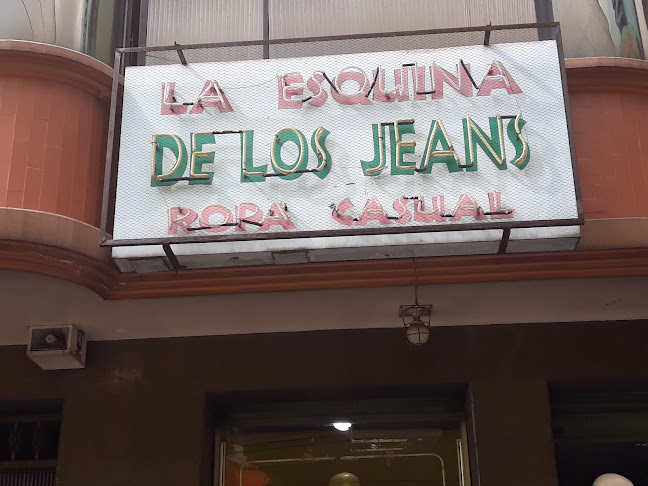 LA ESQUINA
DE LOS JEANS
ROPA CASUAL